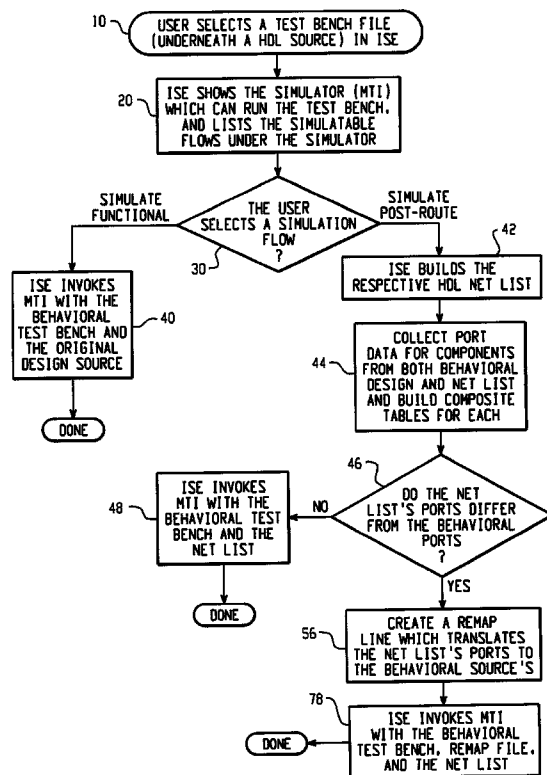 10
USER SELECTS A TEST BENCH FILE
(UNDERNEATH A HDL SOURCE) IN ISE
20
ISE SHOWS THE SIMULATOR (MTI)
WHICH CAN RUN THE TEST BENCH,
AND LISTS THE SIMULATABLE
FLOWS UNDER THE SIMULATOR
SIMULATE
FUNCTIONAL
THE USER
SELECTS A SIMULATION
FLOW
?
30
SIMULATE
POST-ROUTE
ISE INVOKES
MTI WITH THE
BEHAVIORAL
TEST BENCH AND
THE ORIGINAL
DESIGN SOURCE
40
DONE
42
ISE BUILDS THE
RESPECTIVE HDL NET LIST
44
COLLECT PORT
DATA FOR COMPONENTS
FROM BOTH BEHAVIORAL
DESIGN AND NET LIST
AND BUILD COMPOSITE
TABLES FOR EACH
46
DO THE NET
LIST'S PORTS DIFFER
FROM THE BEHAVIORAL
PORTS
?
NO
48
ISE INVOKES
MTI WITH THE
BEHAVIORAL TEST
BENCH AND THE
NET LIST
DONE
YES
56
CREATE A REMAP
LINE WHICH TRANSLATES
THE NET LIST'S PORTS TO
THE BEHAVIORAL SOURCE'S
78
ISE INVOKES MTI
WITH THE BEHAVIORAL
TEST BENCH, REMAP FILE,
AND THE NET LIST
DONE